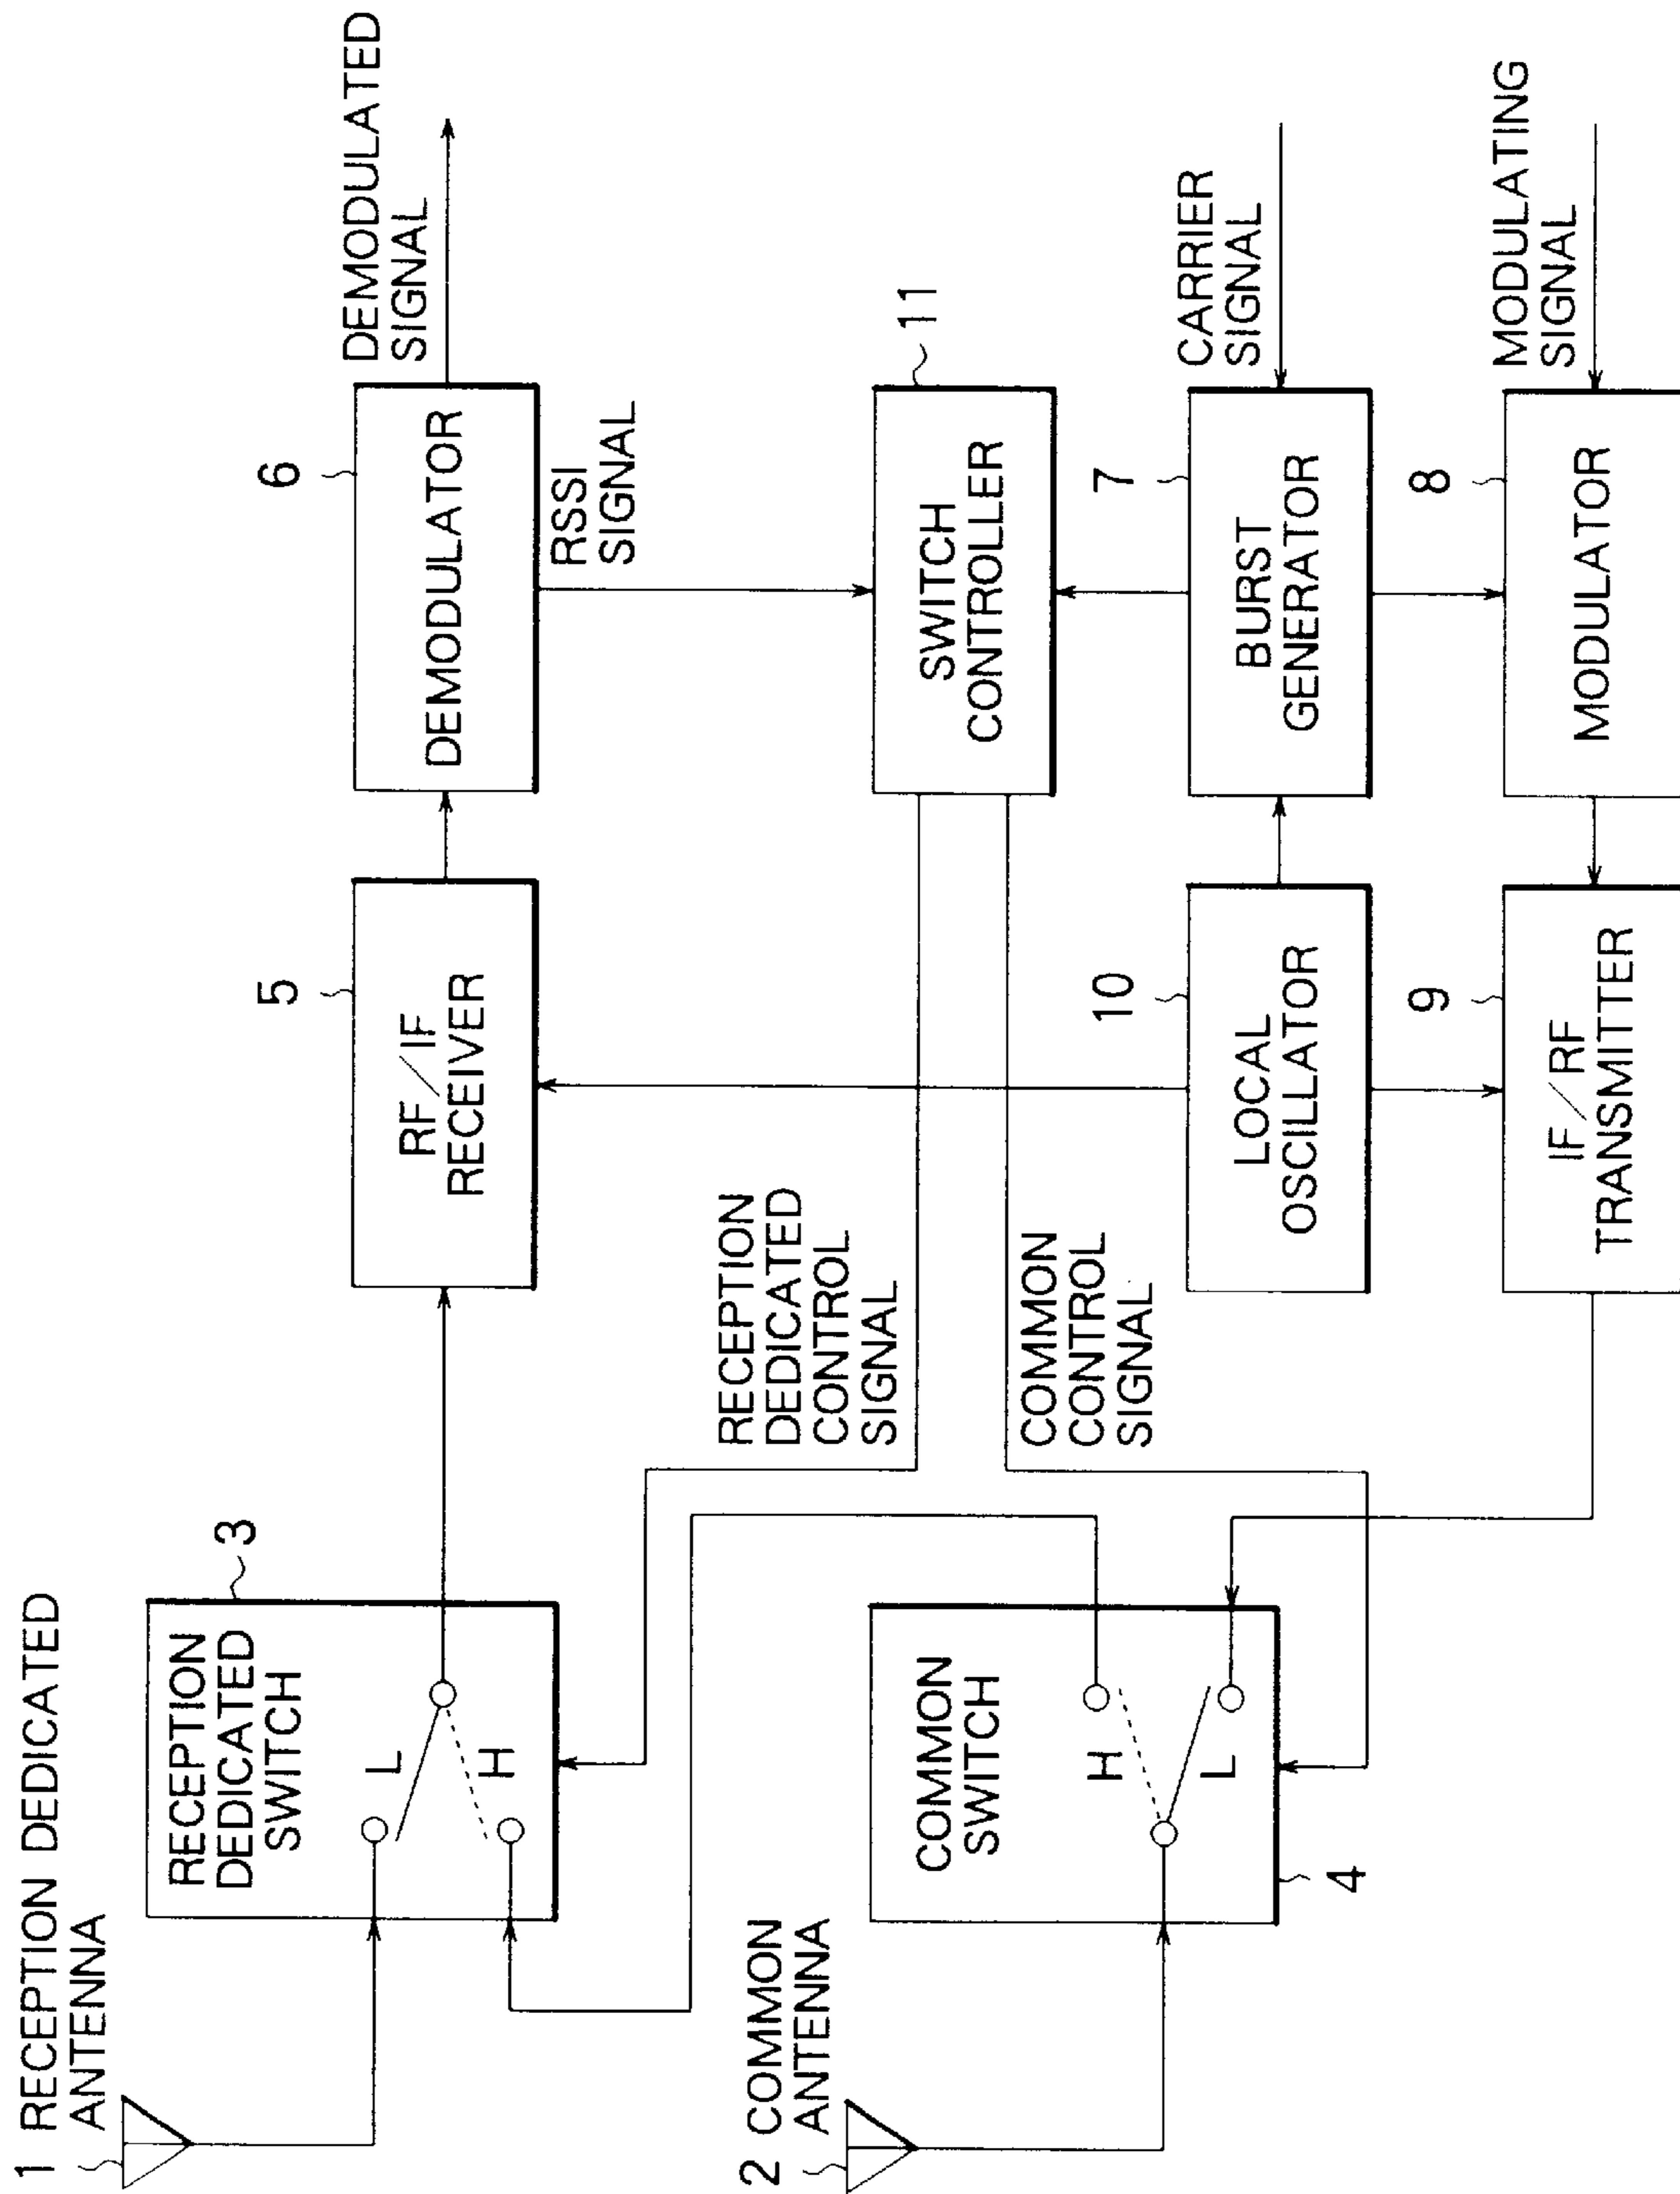 1 RECEPTION DEDICATED
ANTENNA
RECEPTION
DEDICATED
SWITCH
3
L
H
5
RF/IF
RECEIVER
6
DEMODULATOR
DEMODULATED
SIGNAL
RSSI
SIGNAL
RECEPTION
DEDICATED
CONTROL
SIGNAL
11
SWITCH
CONTROLLER
2 COMMON
ANTENNA
COMMON
SWITCH
H
L
4
COMMON
CONTROL
SIGNAL
10
LOCAL
OSCILLATOR
7
BURST
GENERATOR
CARRIER
SIGNAL
9
IF/RF
TRANSMITTER
8
MODULATOR
MODULATING
SIGNAL